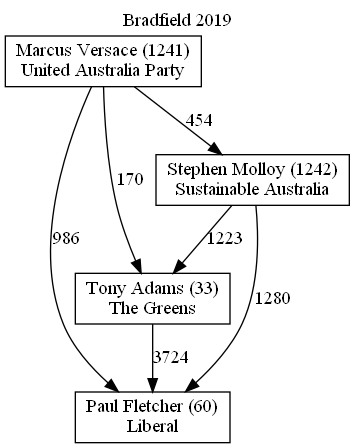 Bradfield 2019
Marcus Versace (1241)
United Australia Party
454
Stephen Molloy (1242)
Sustainable Australia
170
986
1223
1280
Tony Adams (33)
The Greens
3724
Paul Fletcher (60)
Liberal